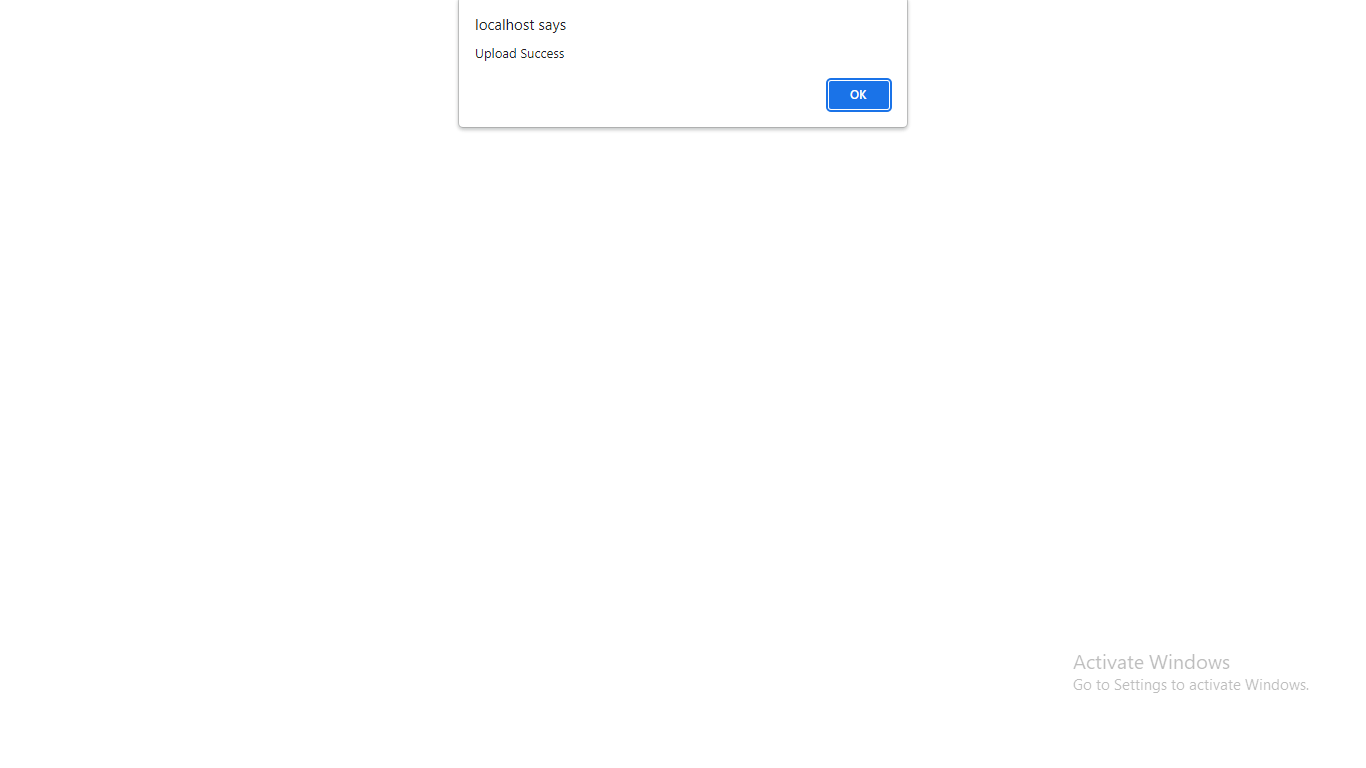 localhost says
Upload Success
OK
Activate Windows
Go to Settings to activate Windows.